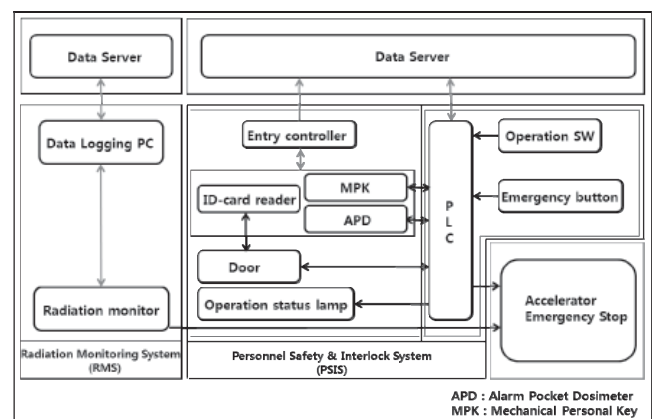 Data Server
Data Server
Data Logging PC
Entry controller
Operation SW
ID-card reader
MPK
APD
P
L
C
Emergency button
Door
Operation status lamp
Radiation monitor
Accelerator
Emergency Stop
Radiation Monitoring System
(RMS)
Personnel Safety & Interlock System
(PSIS)
APD : Alarm Pocket Dosimeter
MPK : Mechanical Personal Key